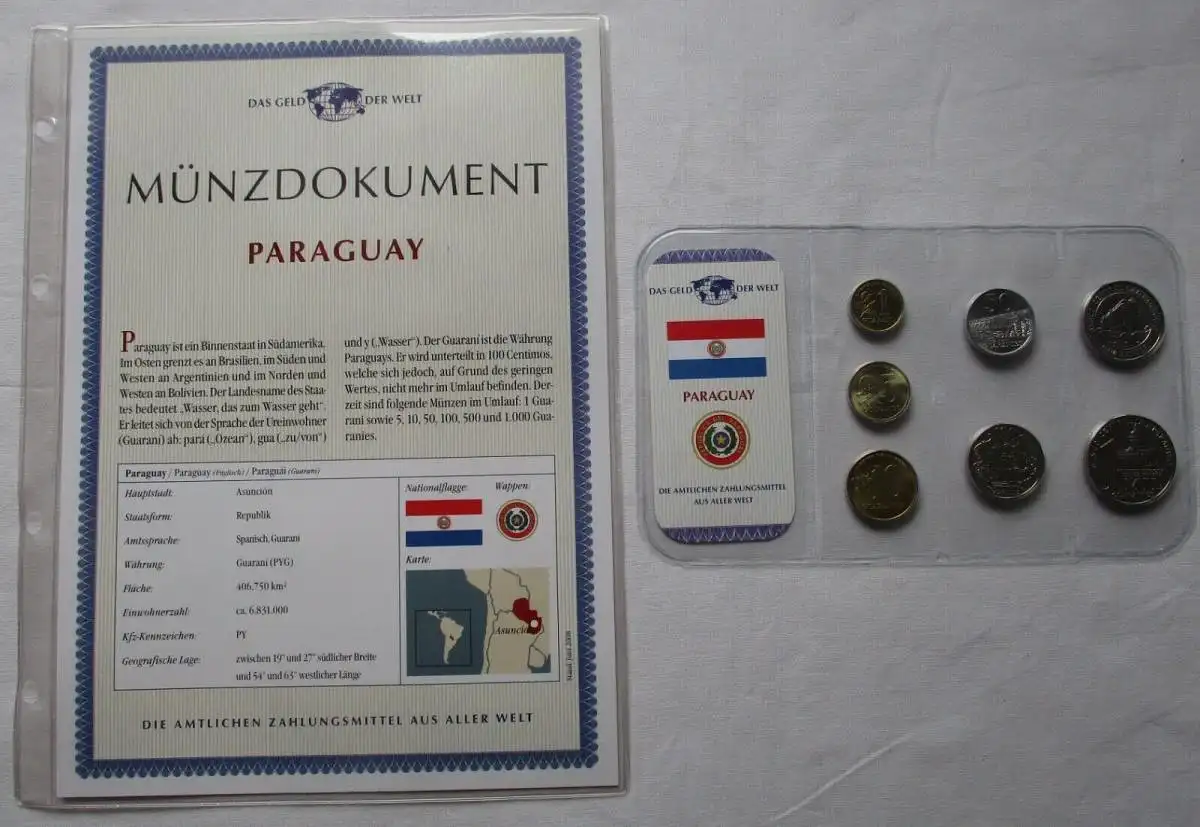 DAS GELD DER WELT
MÜNZDOKUMENT
PARAGUAY
Paraguay ist ein Binnenstaat in Südamerika.
Im Osten grenzt es an Brasilien, im Süden und
Westen an Argentinien und im Norden und
Westen an Bolivien. Der Landesname des Staa-
tes bedeutet „Wasser, das zum Wasser geht“.
Er leitet sich von der Sprache der Ureinwohner
(Guarani) ab: para („Ozean“), gua („zu/von“)
und y („Wasser“). Der Guaraní ist die Währung
Paraguays. Er wird unterteilt in 100 Centimos,
welche sich jedoch, auf Grund des geringen
Wertes, nicht mehr im Umlauf befinden. Der-
zeit sind folgende Münzen im Umlauf: 1 Gua-
rani sowie 5, 10, 50, 100, 500 und 1.000 Gua-
ranies.
Paraguay / Paraguay (Englisch) / Paraguái (Guarani)
Hauptstadt: Asunción
Staatsform: Republik
Amtssprache: Spanisch, Guarani
Währung: Guaraní (PYG)
Fläche: 406.750 km²
Einwohnerzahl: ca. 6.831.000
Kfz-Kennzeichen: PY
Geografische Lage: zwischen 19° und 27° südlicher Breite
und 54° und 63° westlicher Länge
Nationalflagge: Wappen:
Karte:
Asunción
Stand: Juni 2008
DIE AMTLICHEN ZAHLUNGSMITTEL AUS ALLER WELT
DAS GELD DER WELT
PARAGUAY
DIE AMTLICHEN ZAHLUNGSMITTEL
AUS ALLER WELT
1
50
5
10